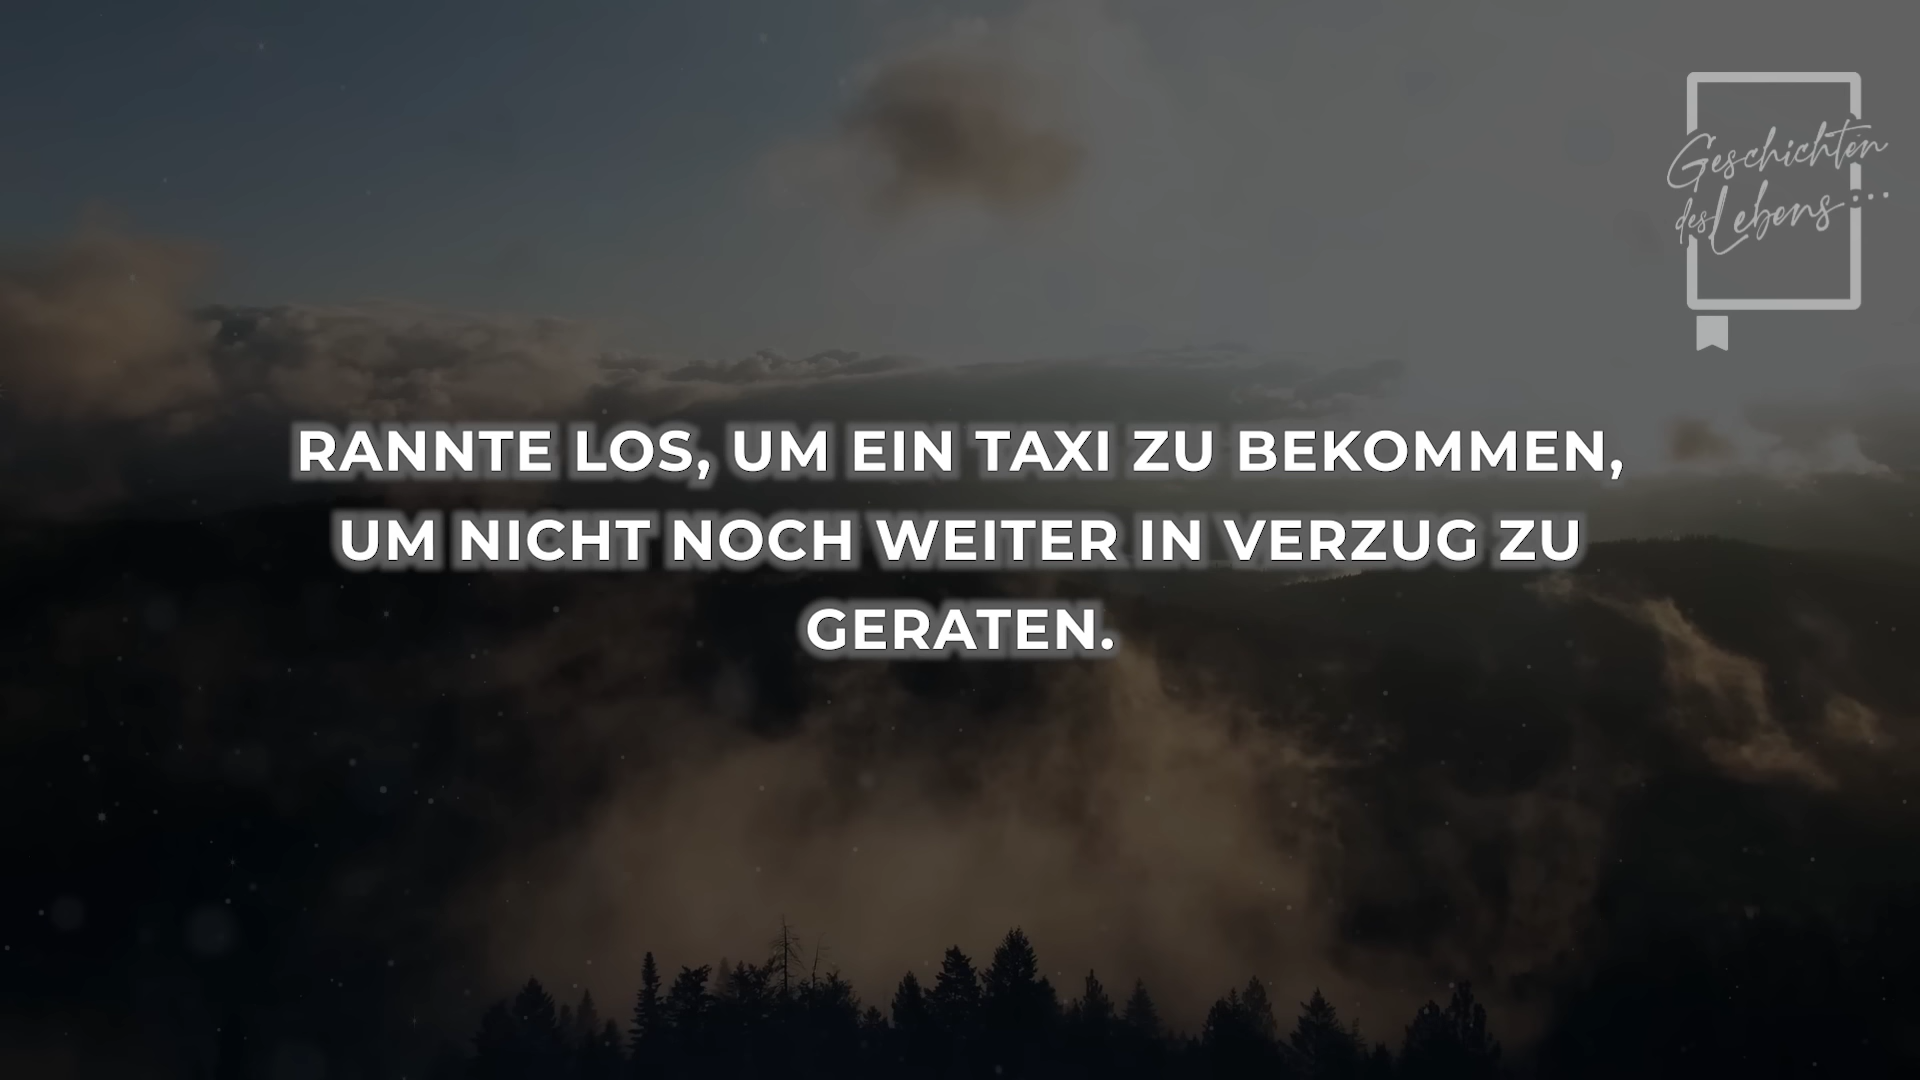 Geschichten
des Lebens...
RANNTE LOS, UM EIN TAXI ZU BEKOMMEN,
UM NICHT NOCH WEITER IN VERZUG ZU
GERATEN.